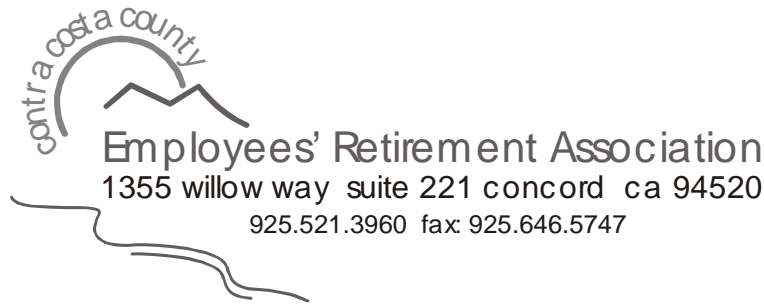 contra costa county
Employees' Retirement Association
1355 willow way suite 221 concord ca 94520
925.521.3960 fax: 925.646.5747